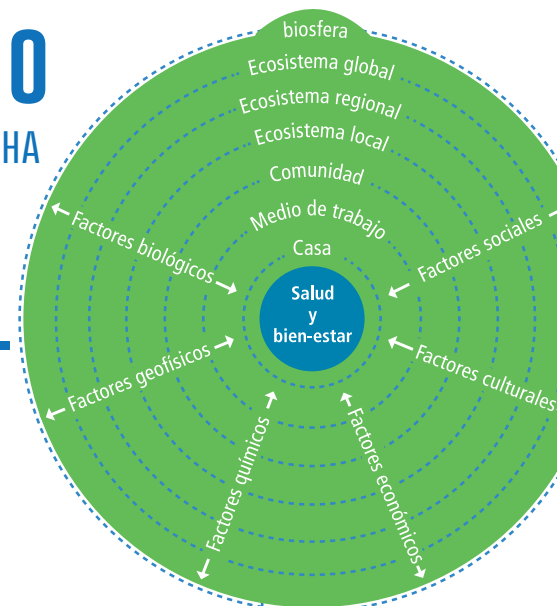 O
HA
biosfera
Ecosistema global
Ecosistema regional
Ecosistema local
Comunidad
Medio de trabajo
Casa
Salud
y
bien-estar
Factores biológicos
Factores sociales
Factores geofísicos
Factores culturales
Factores químicos
Factores económicos